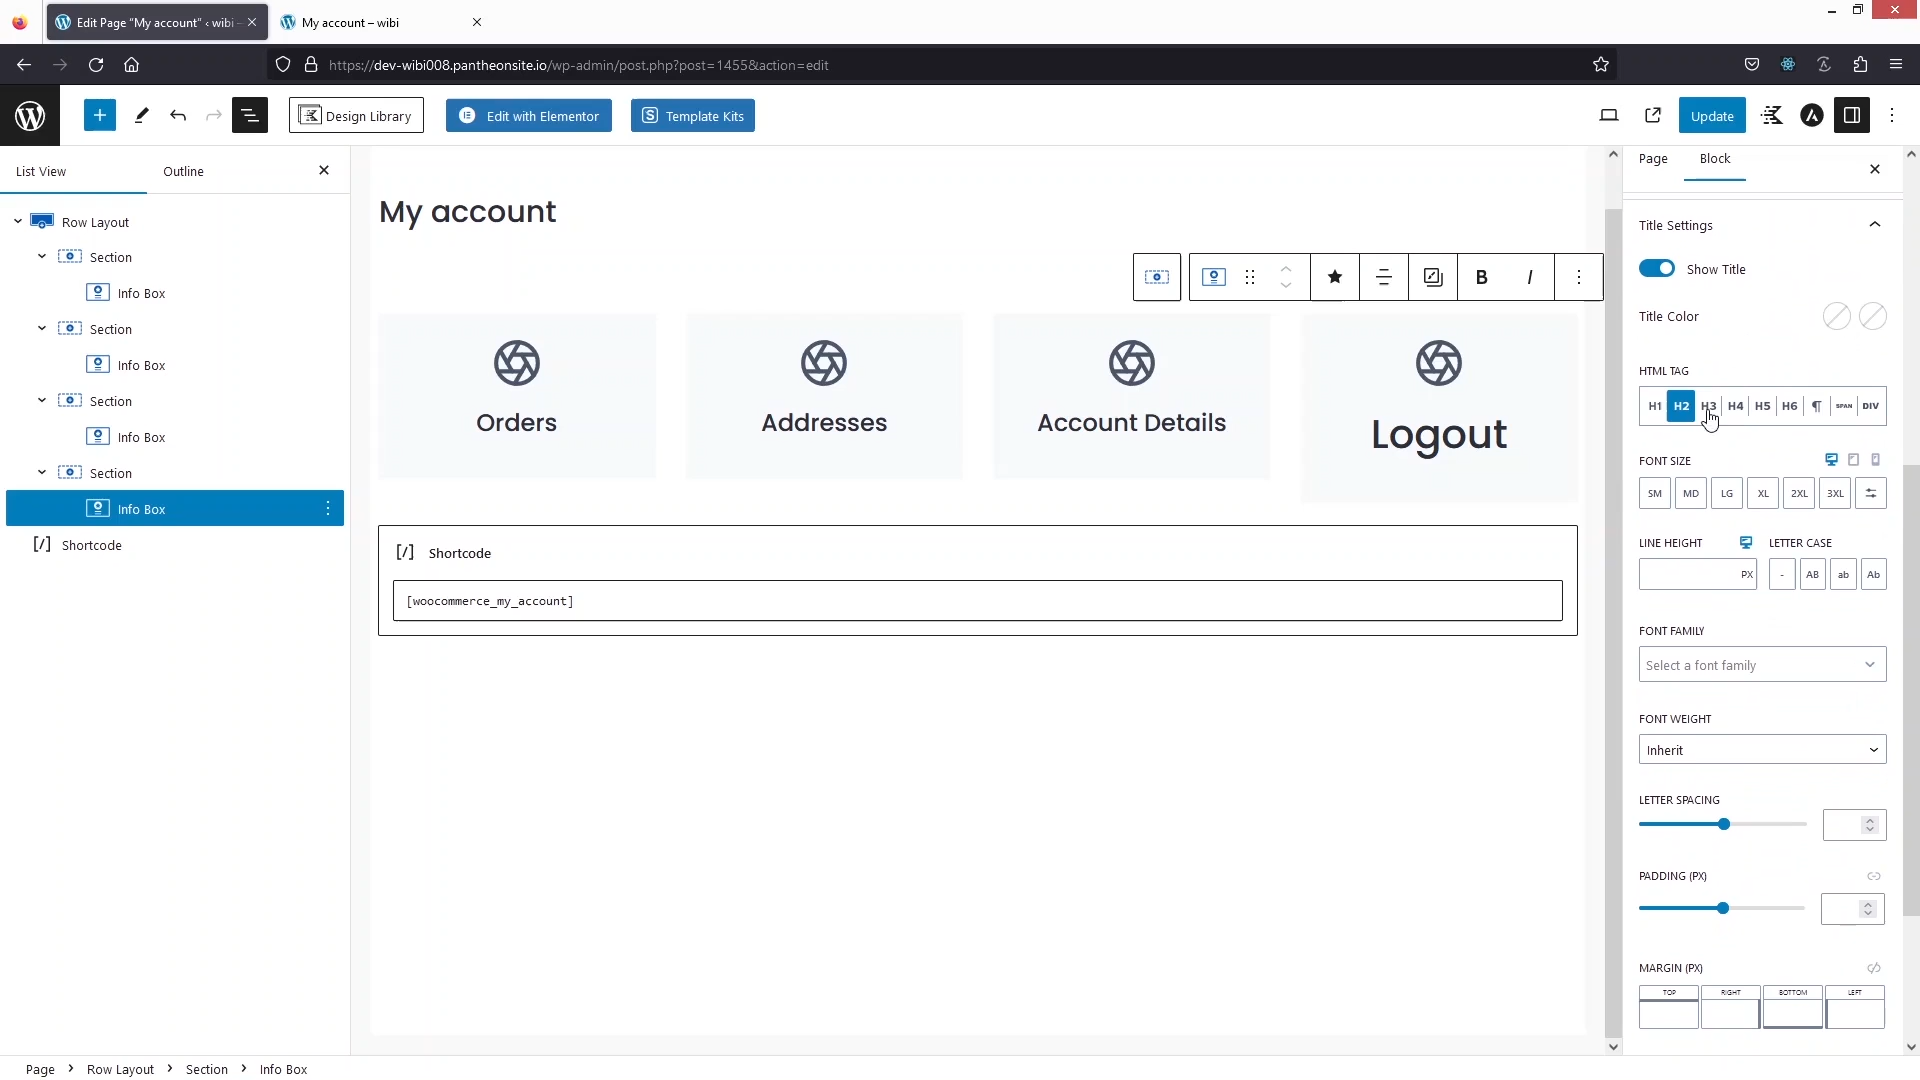 Edit Page “My account” ‹ wibi –
My account – wibi
https://dev-wibi008.pantheonsite.io/wp-admin/post.php?post=1455&action=edit
Design Library
Edit with Elementor
Template Kits
Update
List View
Outline
Row Layout
Section
Info Box
Section
Info Box
Section
Info Box
Section
Info Box
[/] Shortcode
My account
B I
Orders
Addresses
Account Details
Logout
[/] Shortcode
[woocommerce_my_account]
Page
Block
Title Settings
Show Title
Title Color
HTML TAG
H1 H2 H3 H4 H5 H6 ¶ SPAN DIV
FONT SIZE
SM MD LG XL 2XL 3XL
LINE HEIGHT
LETTER CASE
PX
- AB ab Ab
FONT FAMILY
Select a font family
FONT WEIGHT
Inherit
LETTER SPACING
PADDING (PX)
MARGIN (PX)
TOP RIGHT BOTTOM LEFT
Page > Row Layout > Section > Info Box